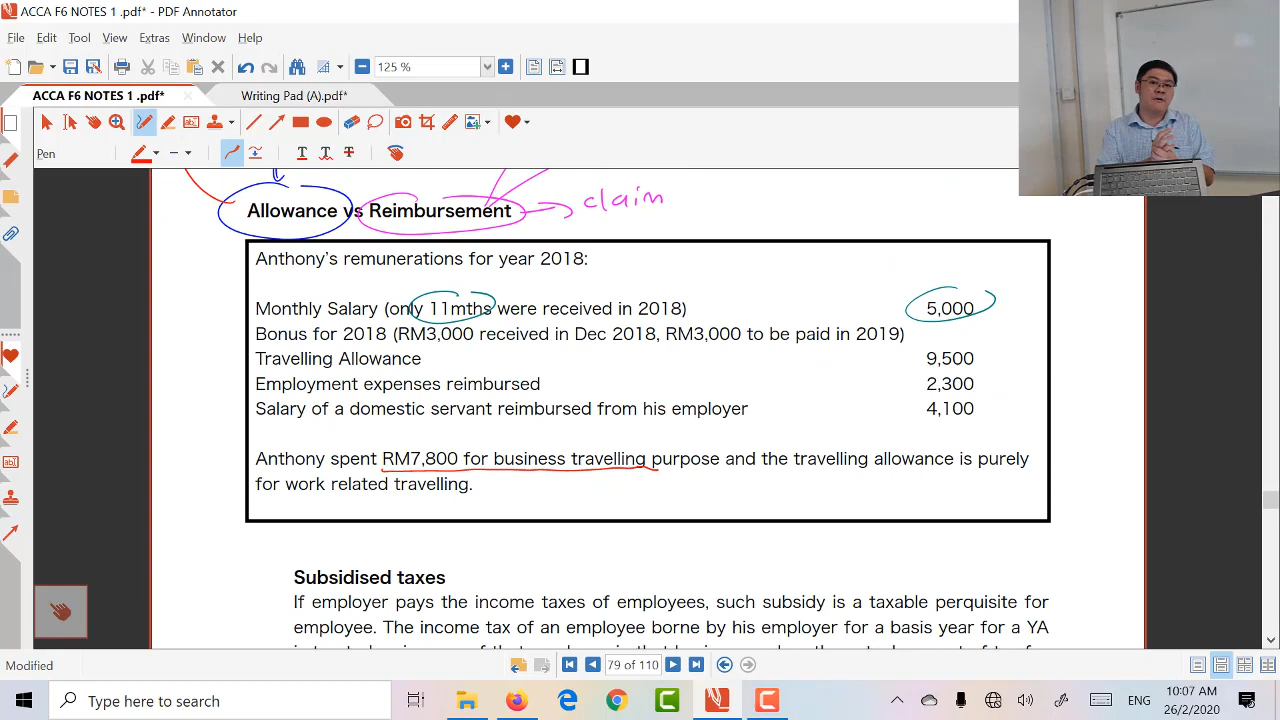 ACCA F6 NOTES 1 .pdf* - PDF Annotator
File Edit Tool View Extras Window Help
125 %
ACCA F6 NOTES 1 .pdf* Writing Pad (A).pdf*
Pen
Allowance vs Reimbursement claim
Anthony's remunerations for year 2018:
Monthly Salary (only 11mths were received in 2018) 5,000
Bonus for 2018 (RM3,000 received in Dec 2018, RM3,000 to be paid in 2019)
Travelling Allowance 9,500
Employment expenses reimbursed 2,300
Salary of a domestic servant reimbursed from his employer 4,100
Anthony spent RM7,800 for business travelling purpose and the travelling allowance is purely
for work related travelling.
Subsidised taxes
If employer pays the income taxes of employees, such subsidy is a taxable perquisite for
employee. The income tax of an employee borne by his employer for a basis year for a YA
Modified 79 of 110
Type here to search
ENG
10:07 AM
26/2/2020